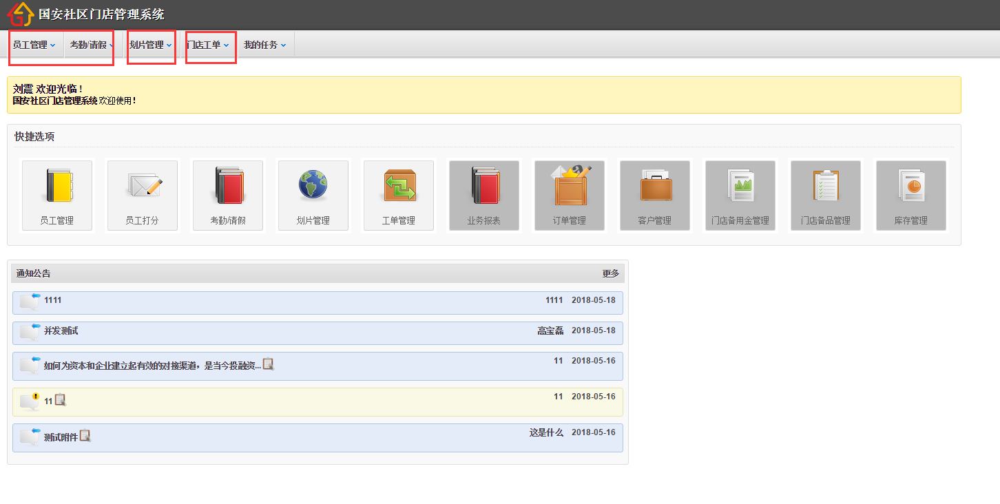 国安社区门店管理系统
员工管理 考勤/请假 划片管理 门店工单 我的任务
刘震 欢迎光临！
国安社区门店管理系统 欢迎使用！
快捷选项
员工管理 员工打分 考勤/请假 划片管理 工单管理 业务报表 订单管理 客户管理 门店备用金管理 门店备品管理 库存管理
通知公告 更多
1111 1111 2018-05-18
并发测试 高宝磊 2018-05-18
如何为资本和企业建立起有效的对接渠道，是当今投融资... 11 2018-05-16
11 11 2018-05-16
测试附件 这是什么 2018-05-16